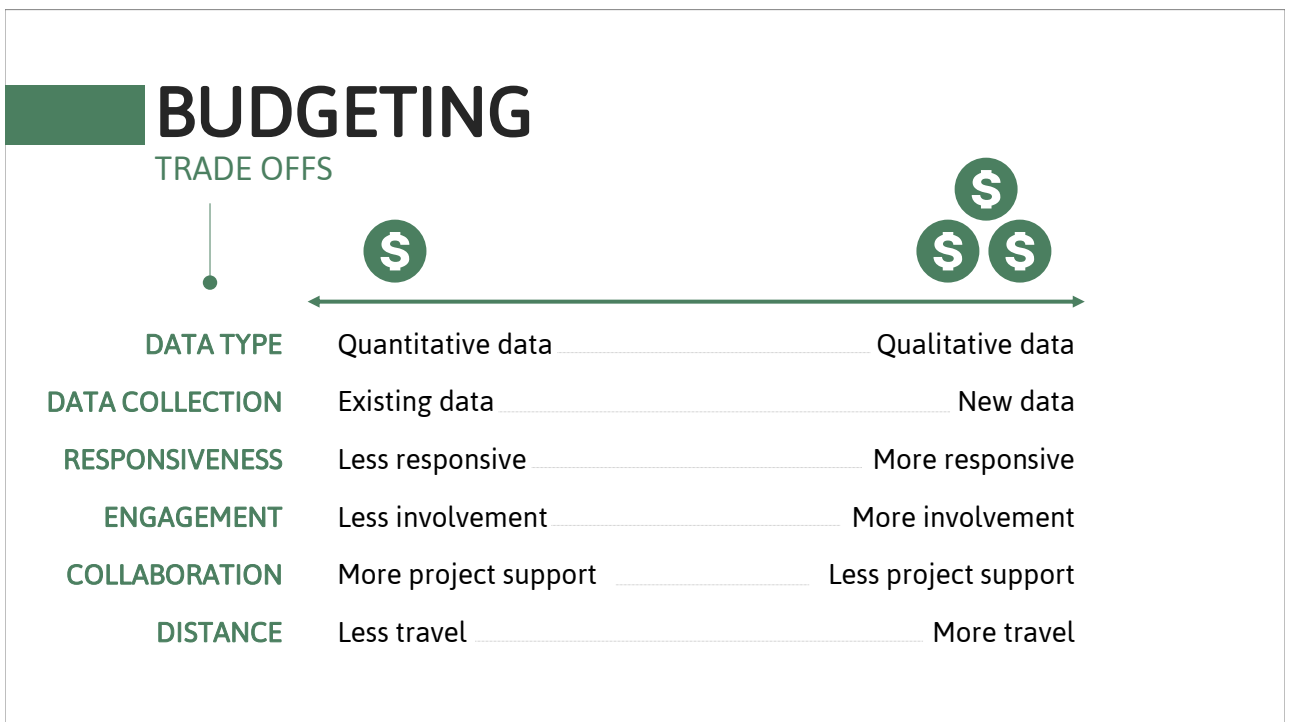 BUDGETING
TRADE OFFS
$ $ $ $
DATA TYPE Quantitative data Qualitative data
DATA COLLECTION Existing data New data
RESPONSIVENESS Less responsive More responsive
ENGAGEMENT Less involvement More involvement
COLLABORATION More project support Less project support
DISTANCE Less travel More travel